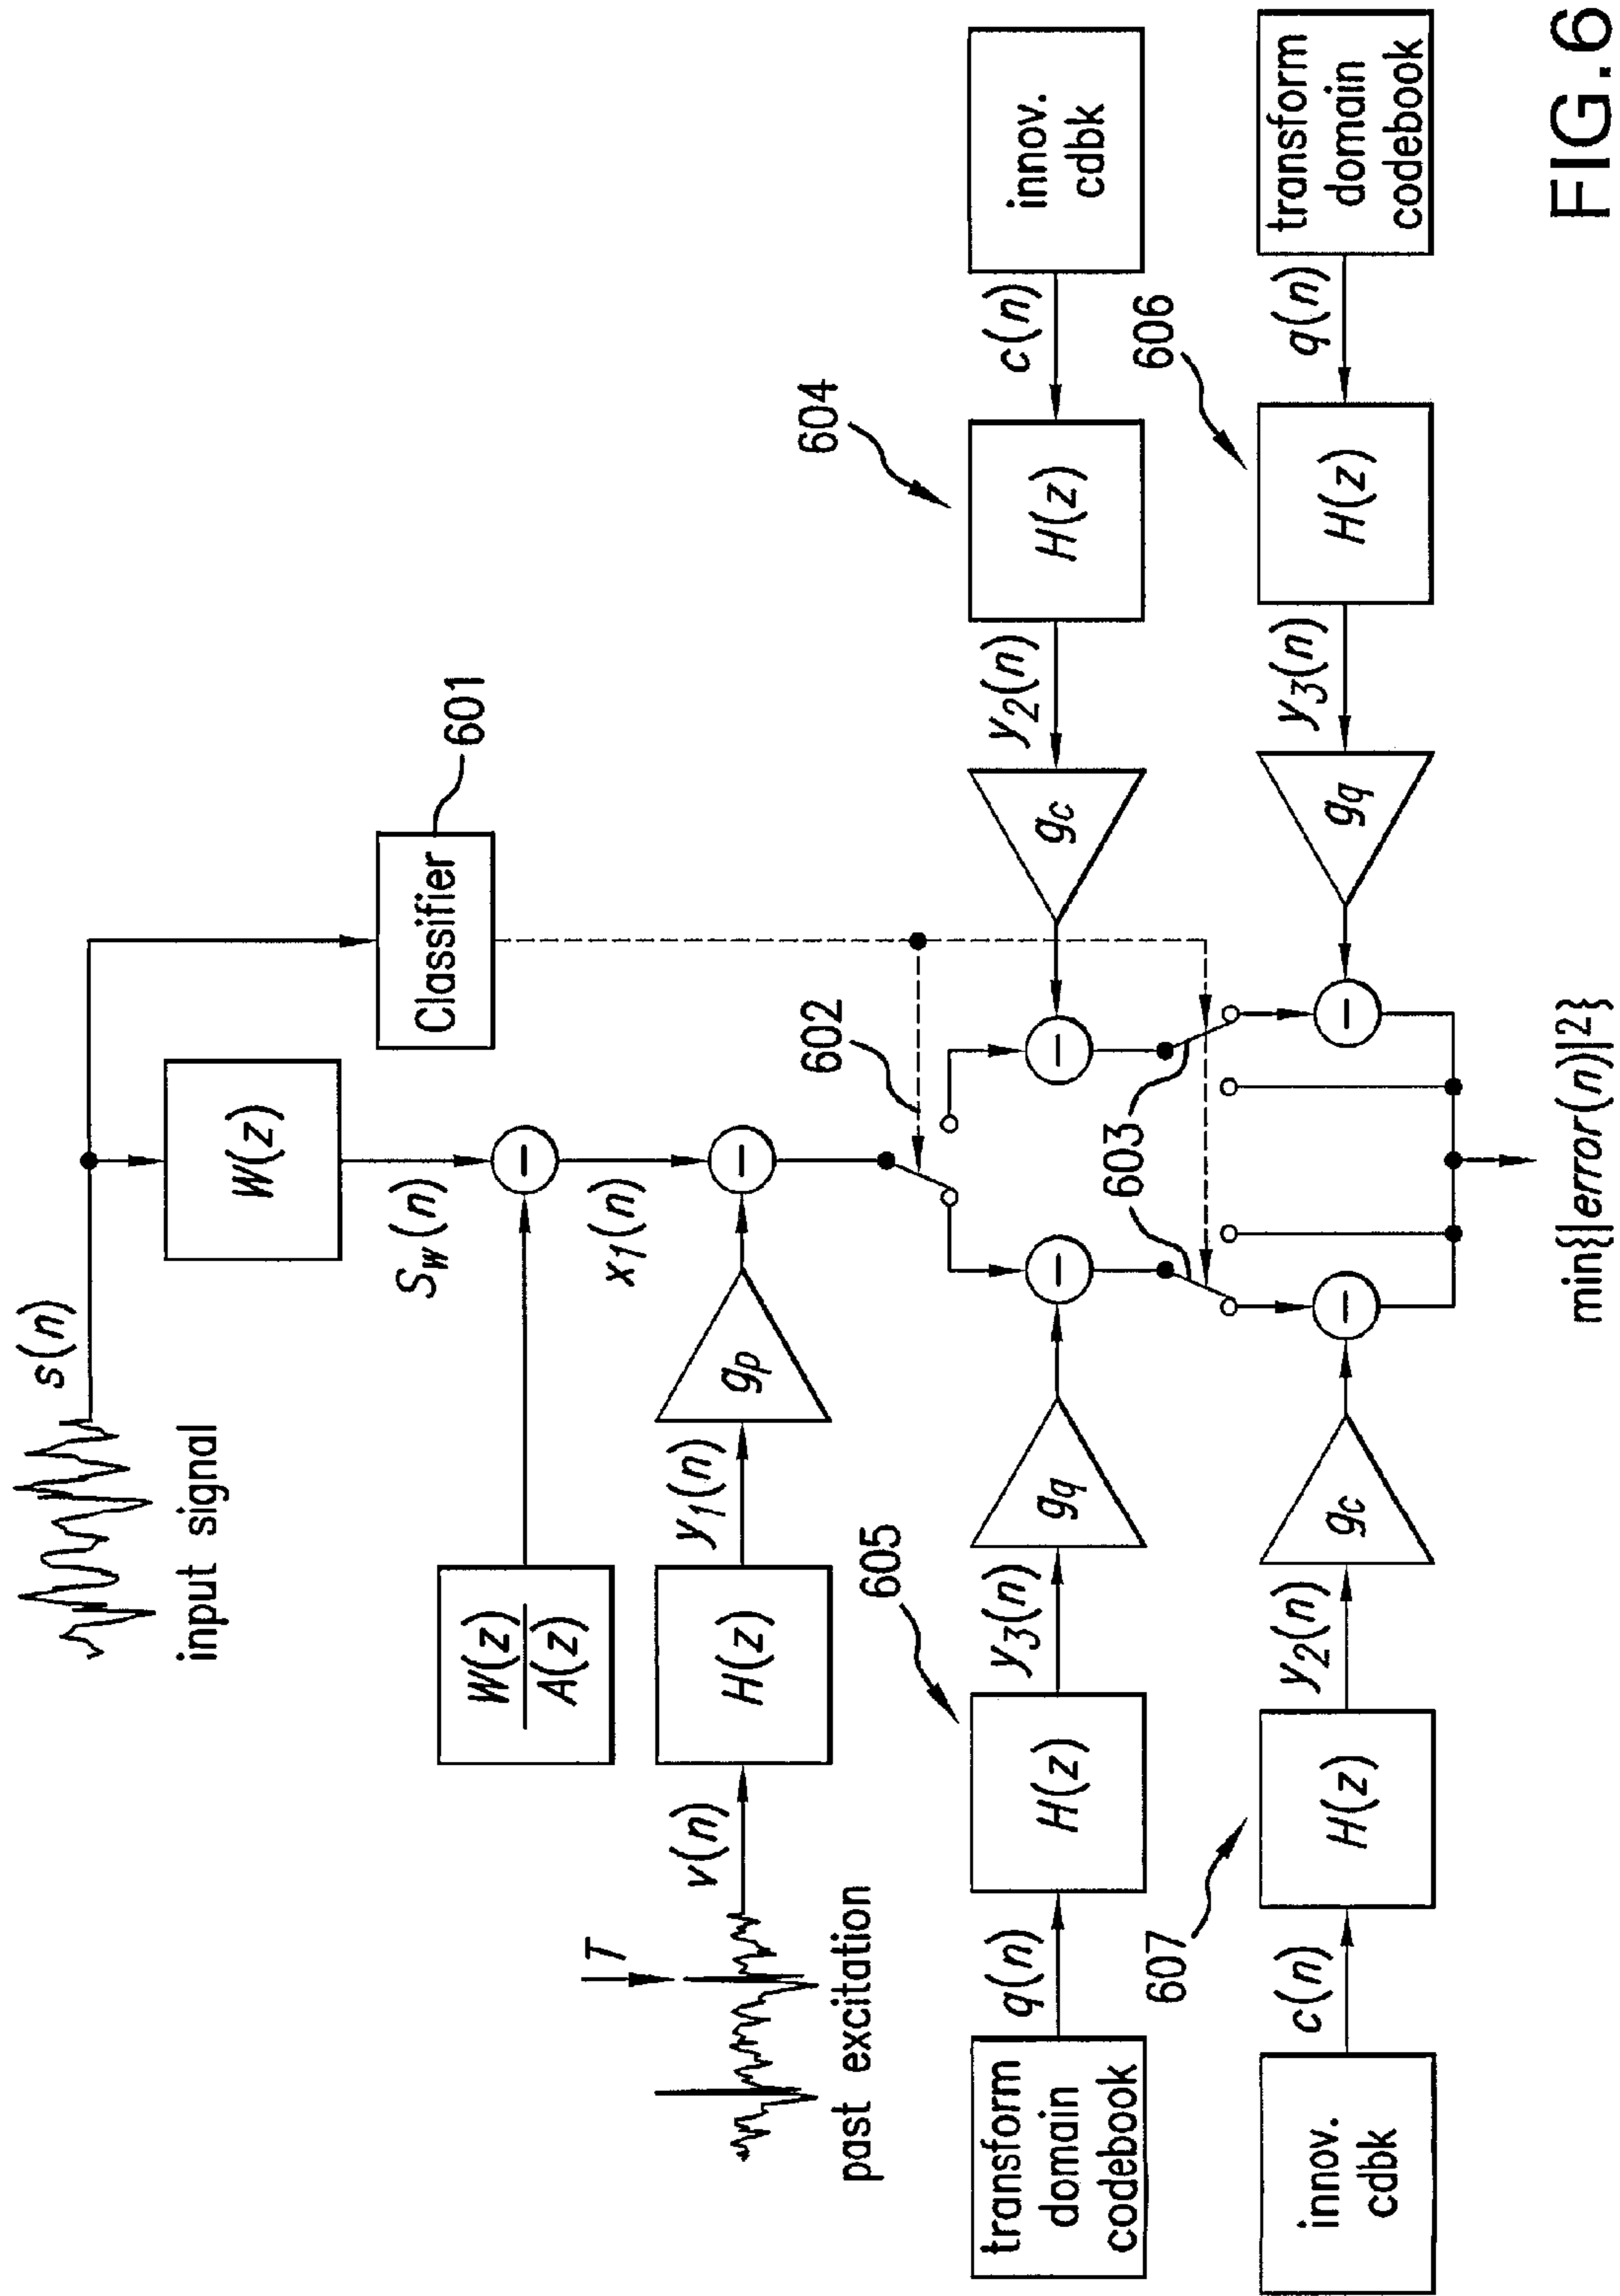 input signal
s(n)
W(z)
Classifier
601
S_w(n)
W(z)
A(z)
x_1(n)
T
past excitation
v(n)
H(z)
y_1(n)
g_p
602
transform
domain
codebook
q(n)
H(z)
605
y_3(n)
g_q
g_c
y_2(n)
H(z)
604
c(n)
innov.
cdbk
603
innov.
cdbk
c(n)
H(z)
607
y_2(n)
g_c
g_q
y_3(n)
H(z)
606
q(n)
transform
domain
codebook
min{|error(n)|2}
FIG.6